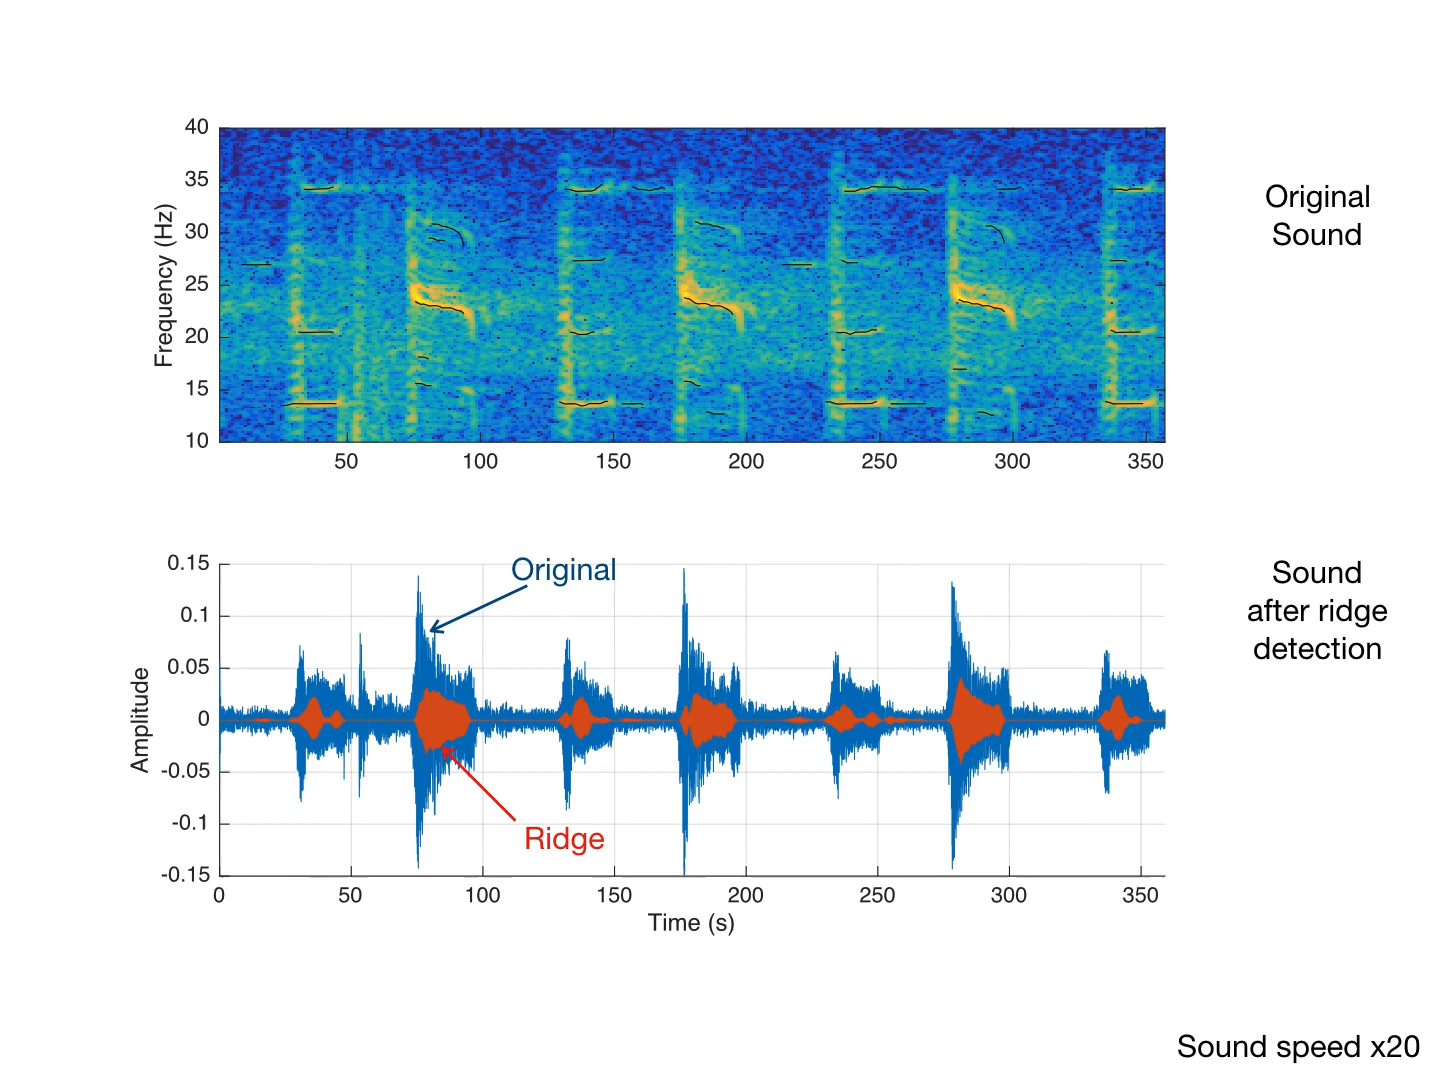 40
35
30
25
20
15
10
Frequency (Hz)
50 100 150 200 250 300 350
Original
Sound
0.15
0.1
0.05
0
-0.05
-0.1
-0.15
Amplitude
Original
Ridge
0 50 100 150 200 250 300 350
Time (s)
Sound
after ridge
detection
Sound speed x20